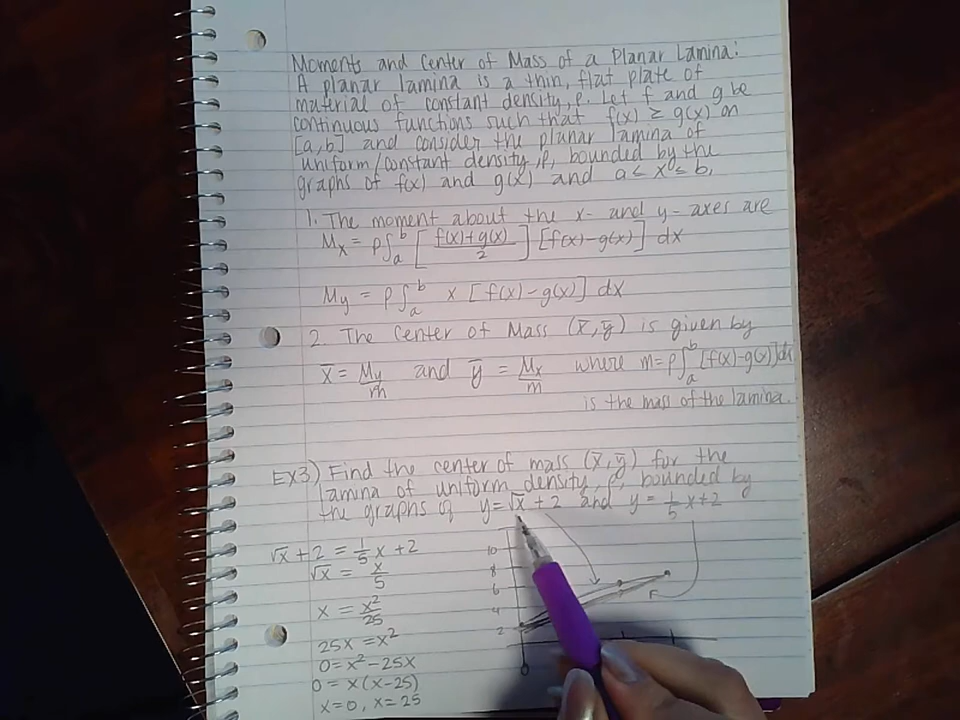 Moments and Center of Mass of a Planar Lamina:
A planar lamina is a thin, flat plate of
material of constant density, ρ. Let f and g be
continuous functions such that f(x) ≥ g(x) on
[a,b] and consider the planar lamina of
uniform/constant density, ρ, bounded by the
graphs of f(x) and g(x) and a ≤ x ≤ b.
1. The moment about the x- and y-axes are
Mx = ρ∫_a^b [(f(x)+g(x))/2] [f(x)-g(x)] dx
My = ρ∫_a^b x [f(x)-g(x)] dx
2. The Center of Mass (x̄,ȳ) is given by
x̄ = My/m and ȳ = Mx/m where m=ρ∫_a^b [f(x)-g(x)]dx
is the mass of the lamina.
EX3) Find the center of mass (x̄,ȳ) for the
lamina of uniform density, ρ, bounded by
the graphs of y=√x + 2 and y = 1/5 x+2
√x + 2 = 1/5 x + 2
√x = x/5
x = x²/25
25x = x²
0 = x² - 25x
0 = x(x-25)
x=0, x=25
10
8
6
4
2
0